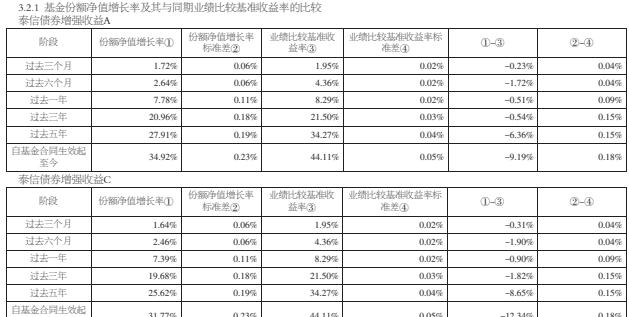 3.2.1 基金份额净值增长率及其与同期业绩比较基准收益率的比较
泰信债券增强收益A
阶段 份额净值增长率① 份额净值增长率标准差② 业绩比较基准收益率③ 业绩比较基准收益率标准差④ ①-③ ②-④
过去三个月 1.72% 0.06% 1.95% 0.02% -0.23% 0.04%
过去六个月 2.64% 0.06% 4.36% 0.02% -1.72% 0.04%
过去一年 7.78% 0.11% 8.29% 0.02% -0.51% 0.09%
过去三年 20.96% 0.18% 21.50% 0.03% -0.54% 0.15%
过去五年 27.91% 0.19% 34.27% 0.04% -6.36% 0.15%
自基金合同生效起至今 34.92% 0.23% 44.11% 0.05% -9.19% 0.18%
泰信债券增强收益C
阶段 份额净值增长率① 份额净值增长率标准差② 业绩比较基准收益率③ 业绩比较基准收益率标准差④ ①-③ ②-④
过去三个月 1.64% 0.06% 1.95% 0.02% -0.31% 0.04%
过去六个月 2.46% 0.06% 4.36% 0.02% -1.90% 0.04%
过去一年 7.39% 0.11% 8.29% 0.02% -0.90% 0.09%
过去三年 19.68% 0.18% 21.50% 0.03% -1.82% 0.15%
过去五年 25.62% 0.19% 34.27% 0.04% -8.65% 0.15%
自基金合同生效起 31.77% 0.23% 44.11% 0.05% -12.34% 0.18%